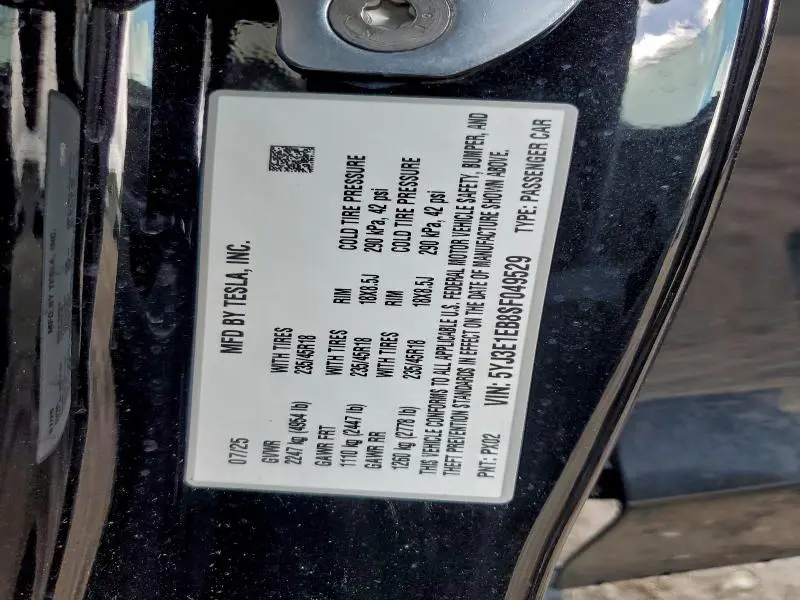 MFD BY TESLA, INC.
07/25
GVWR
2247 kg (4954 lb)
WITH TIRES
235/45R18
RIM
18X8.5J
COLD TIRE PRESSURE
290 kPa, 42 psi
GAWR FRT
1110 kg (2447 lb)
WITH TIRES
235/45R18
RIM
18X8.5J
COLD TIRE PRESSURE
290 kPa, 42 psi
GAWR RR
1260 kg (2778 lb)
WITH TIRES
235/45R18
THIS VEHICLE CONFORMS TO ALL APPLICABLE U.S. FEDERAL MOTOR VEHICLE SAFETY, BUMPER, AND
THEFT PREVENTION STANDARDS IN EFFECT ON THE DATE OF MANUFACTURE SHOWN ABOVE.
PNT: PX02 VIN: 5YJ3E1EB8SF049529 TYPE: PASSENGER CAR